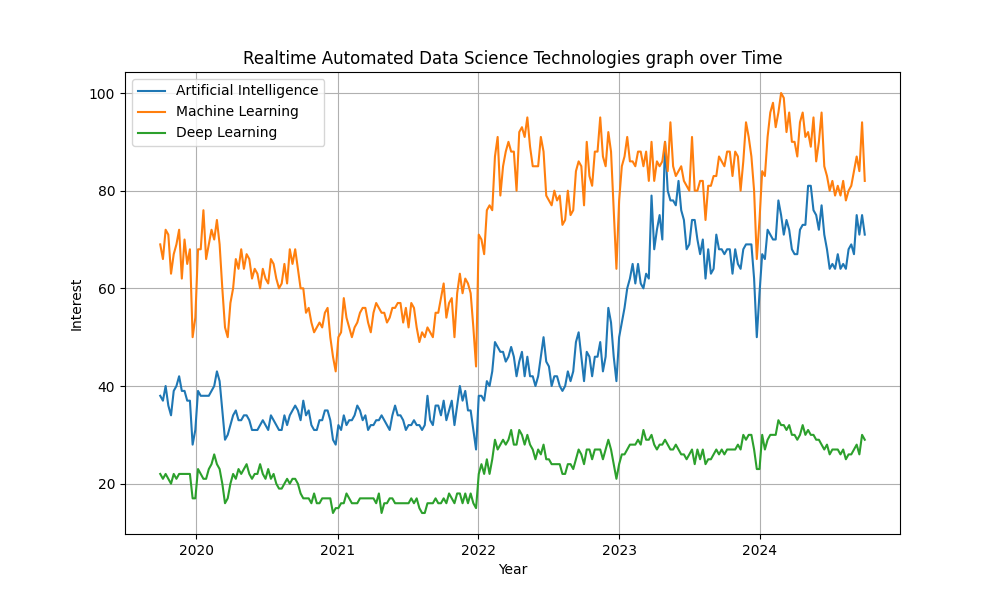 Realtime Automated Data Science Technologies graph over Time
Artificial Intelligence
Machine Learning
Deep Learning
100
80
60
40
20
Interest
2020 2021 2022 2023 2024
Year